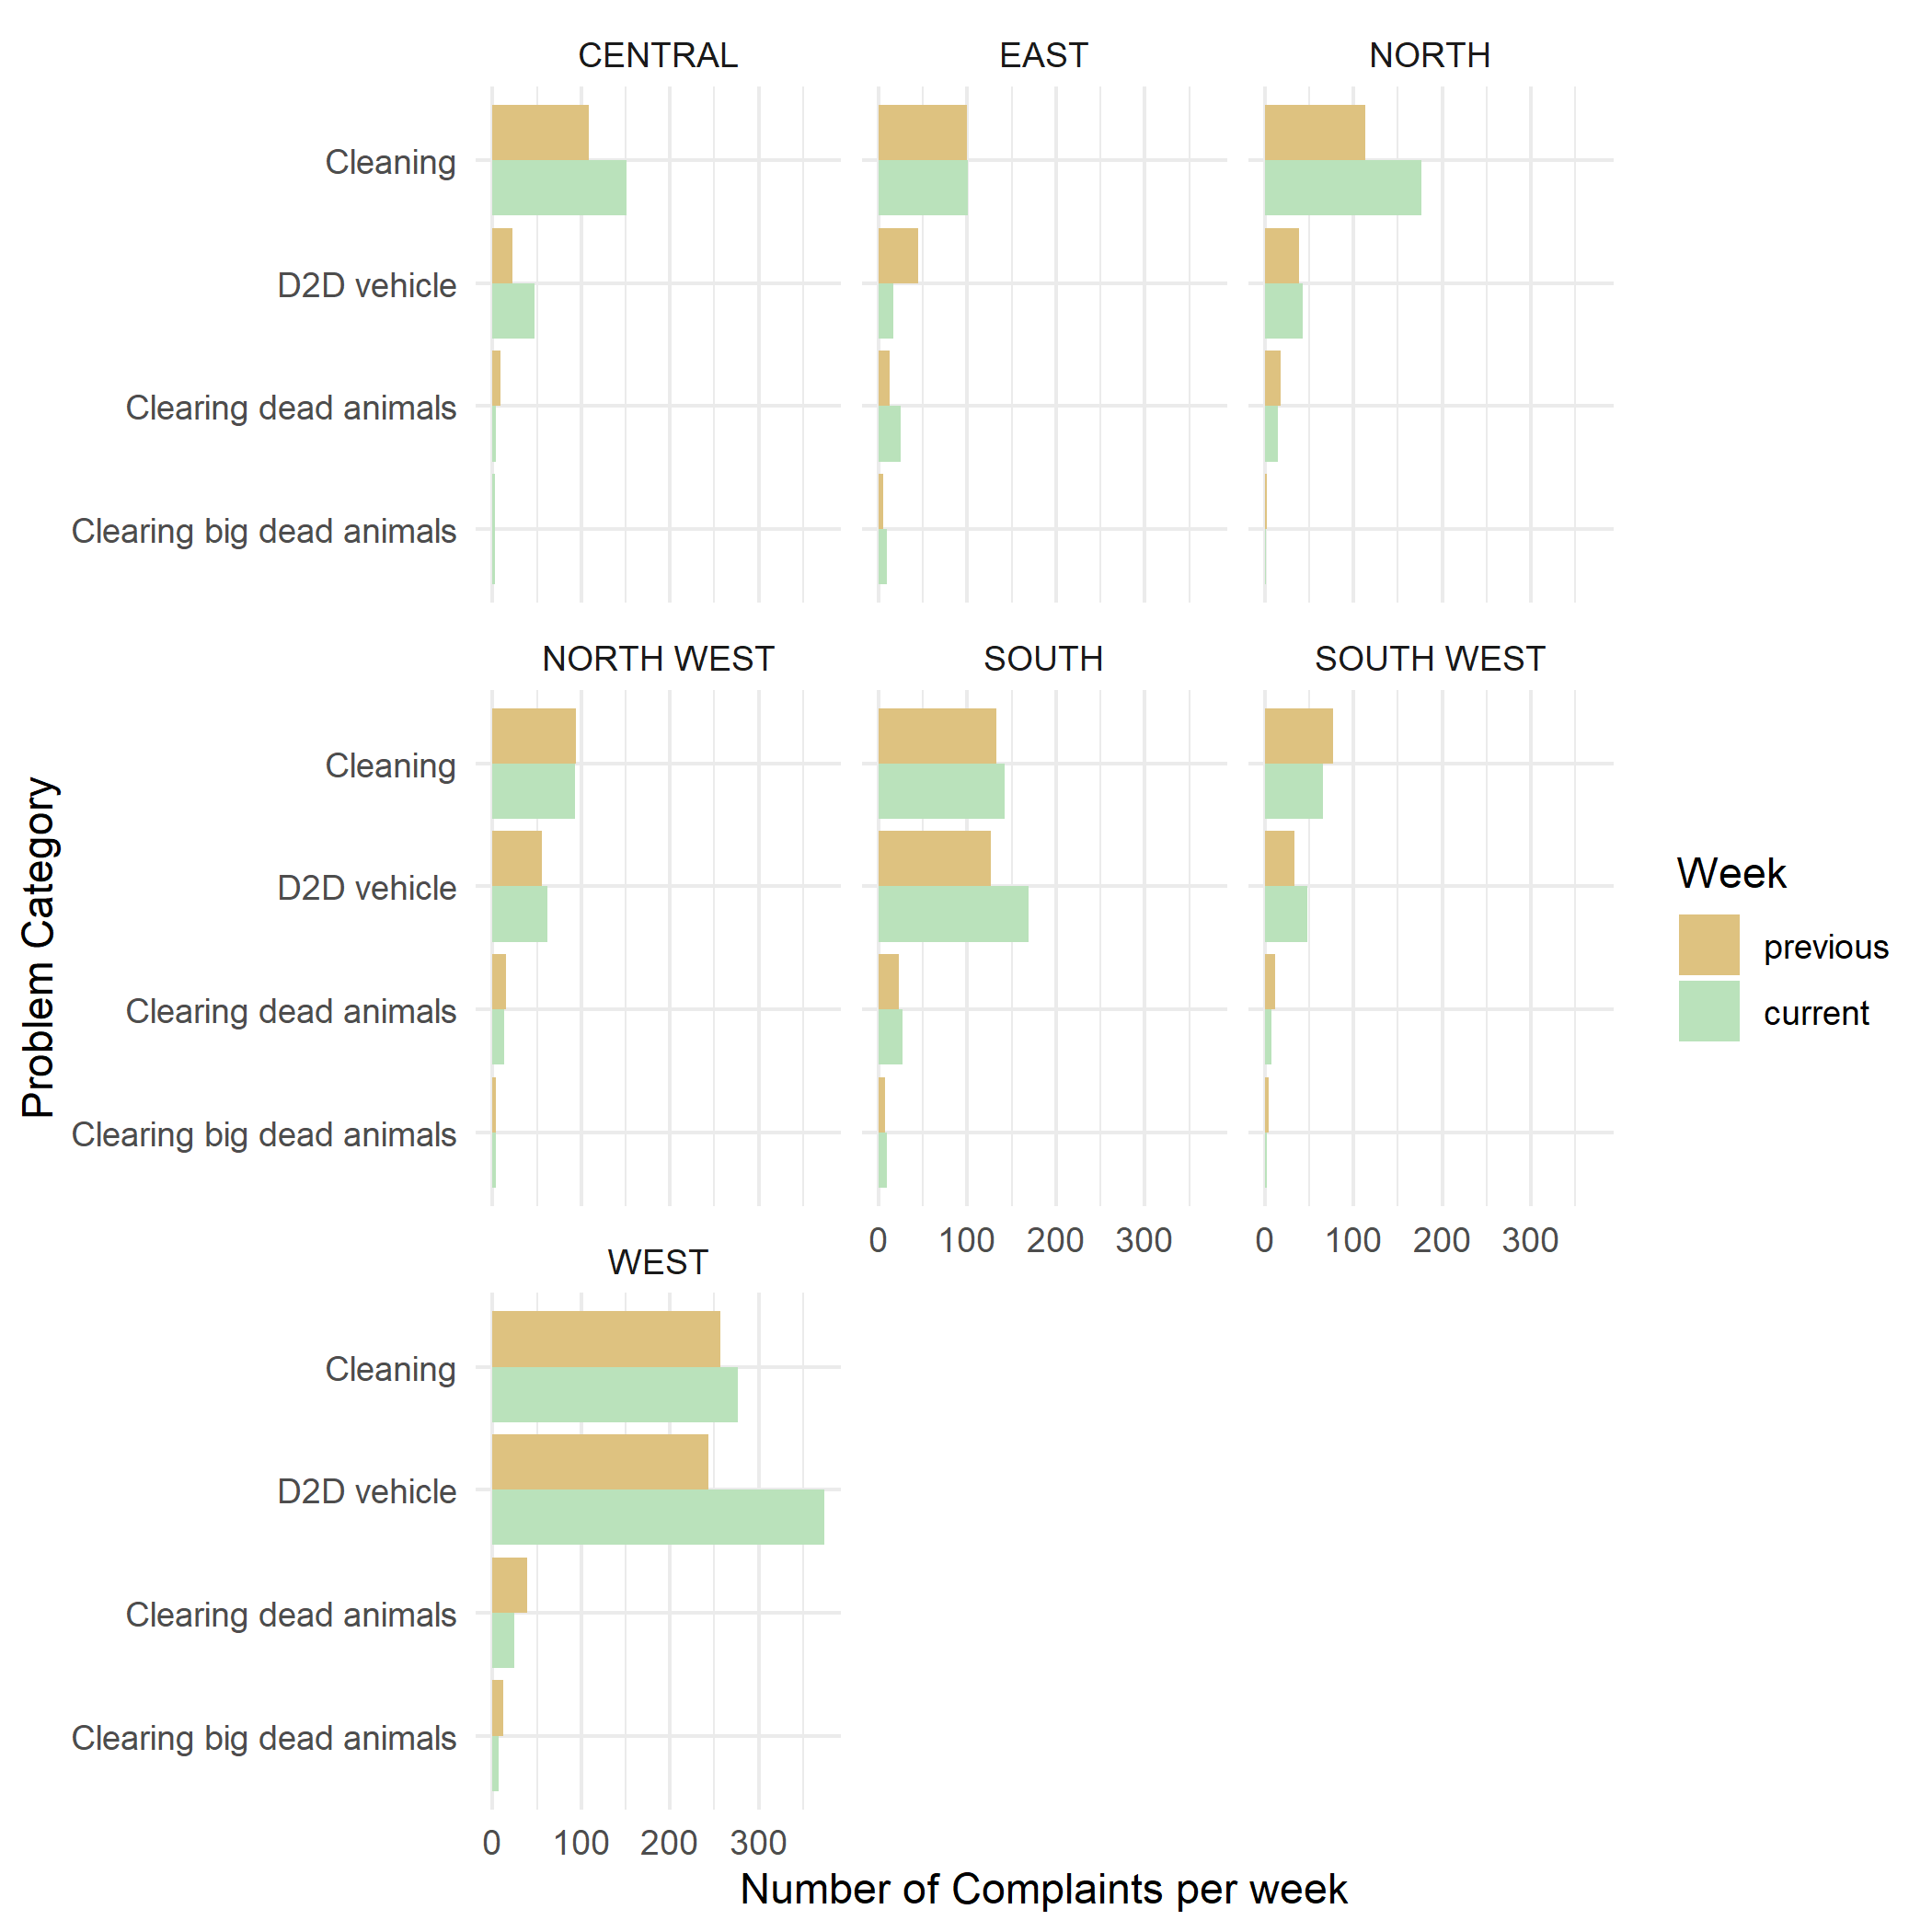 CENTRAL EAST NORTH
Cleaning
D2D vehicle
Clearing dead animals
Clearing big dead animals
NORTH WEST SOUTH SOUTH WEST
Cleaning
D2D vehicle
Clearing dead animals
Clearing big dead animals
0 100 200 300 0 100 200 300
WEST
Cleaning
D2D vehicle
Clearing dead animals
Clearing big dead animals
0 100 200 300
Number of Complaints per week
Problem Category
Week
previous
current